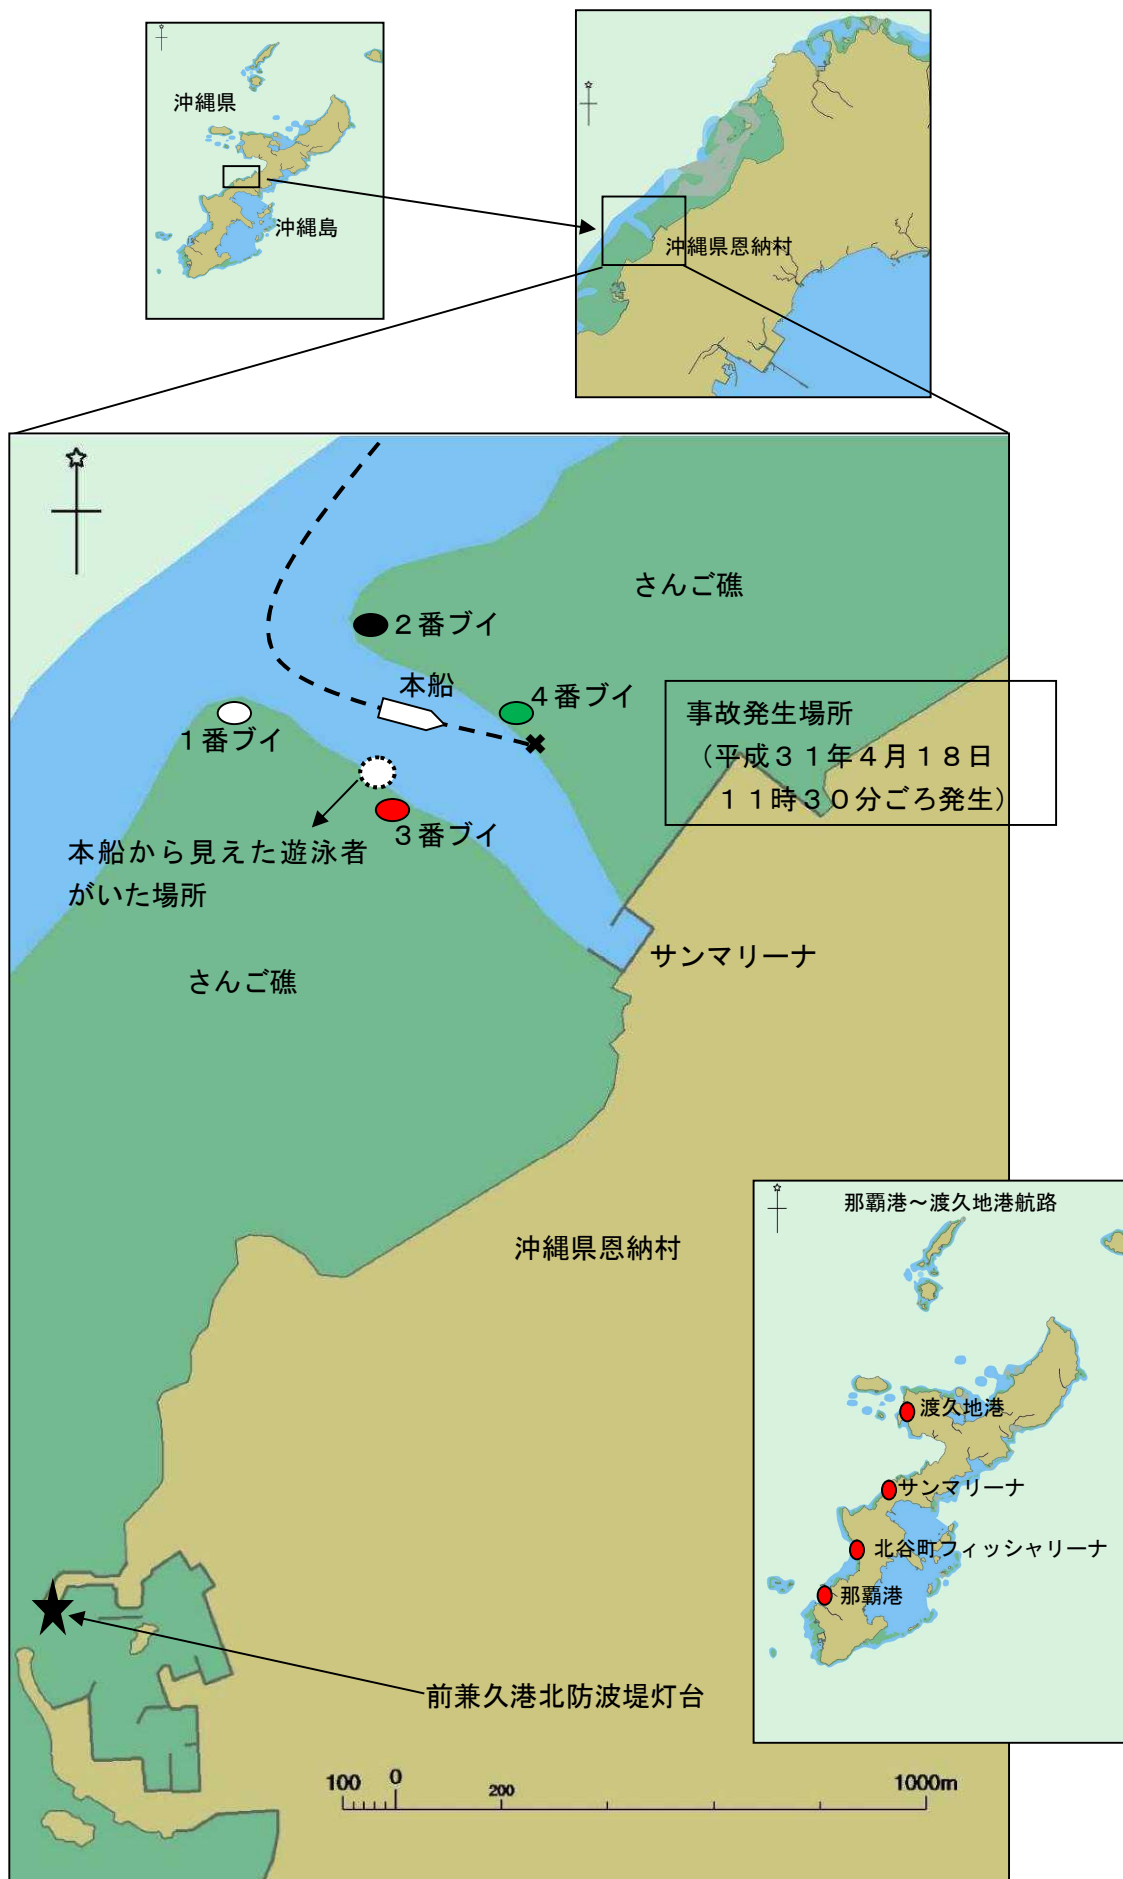 沖縄県
沖縄島
沖縄県恩納村
さんご礁
２番ブイ
本船
４番ブイ
１番ブイ
事故発生場所
（平成３１年４月１８日
１１時３０分ごろ発生）
３番ブイ
本船から見えた遊泳者
がいた場所
サンマリーナ
さんご礁
沖縄県恩納村
那覇港～渡久地港航路
渡久地港
サンマリーナ
北谷町フィッシャリーナ
那覇港
前兼久港北防波堤灯台
100 0 200 1000m